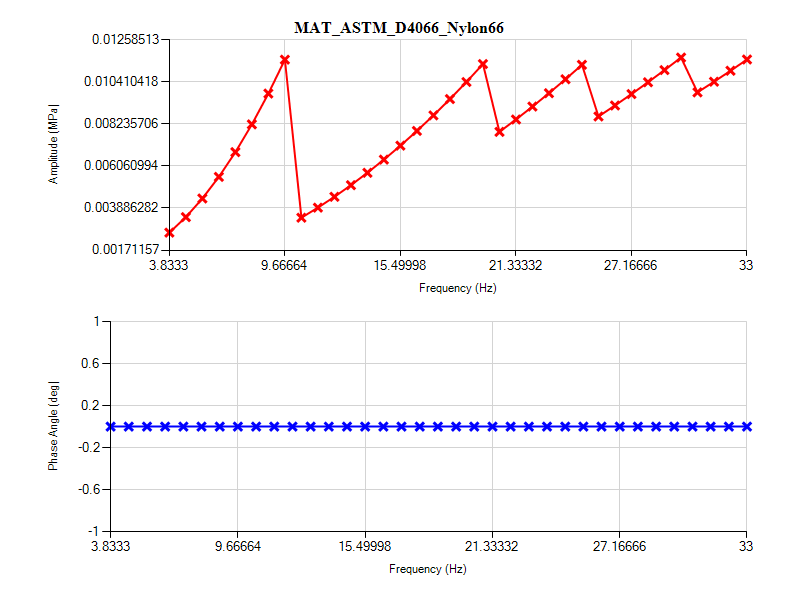 MAT_ASTM_D4066_Nylon66
0.01258513
0.010410418
0.008235706
0.006060994
0.003886282
0.00171157
Amplitude [MPa]
3.8333 9.66664 15.49998 21.33332 27.16666 33
Frequency (Hz)
1
0.6
0.2
-0.2
-0.6
-1
Phase Angle [deg]
3.8333 9.66664 15.49998 21.33332 27.16666 33
Frequency (Hz)